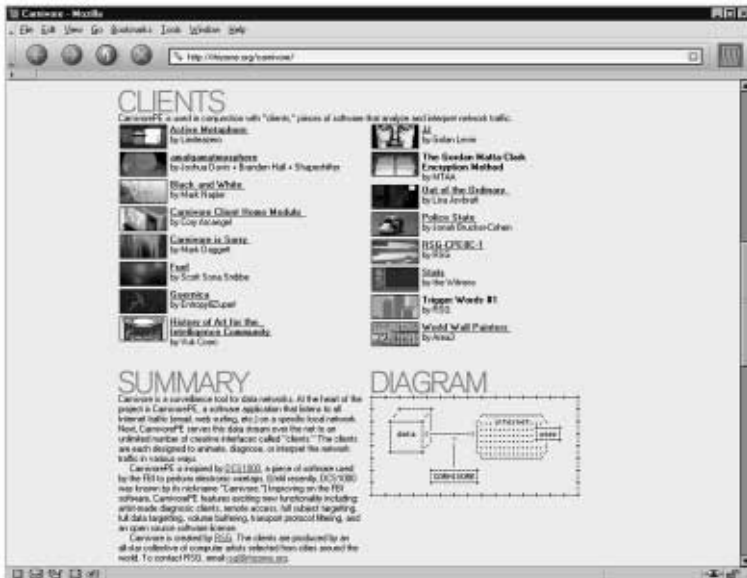 Carnivore - Mozilla
File Edit View Go Bookmarks Tools Window Help
http://rhizome.org/carnivore/
CLIENTS
CarnivorePE is used in conjunction with "clients," pieces of software that analyze and interpret network traffic.
Active Metaphors
by Limiteazero
amalgamatmosphere
by Joshua Davis + Branden Hall + Shapeshifter
Black and White
by Mark Napier
Carnivore Client Home Module
by Cory Arcangel
Carnivore is Sorry
by Mark Daggett
Fuel
by Scott Sona Snibbe
Guernica
by Entropy8Zuper!
History of Art for the
Intelligence Community
by Vuk Cosic
JJ
by Golan Levin
The Gordon Matta-Clark
Encryption Method
by MTAA
Out of the Ordinary
by Lisa Jevbratt
Police State
by Jonah Brucker-Cohen
RSG-CPE8C-1
by RSG
Stats
by the Witness
Trigger Words #1
by RSG
World Wall Painters
by Area3
SUMMARY
Carnivore is a surveillance tool for data networks. At the heart of the
project is CarnivorePE, a software application that listens to all
Internet traffic (email, web surfing, etc.) on a specific local network.
Next, CarnivorePE serves this data stream over the net to an
unlimited number of creative interfaces called "clients." The clients
are each designed to animate, diagnose, or interpret the network
traffic in various ways.
CarnivorePE is inspired by DCS1000, a piece of software used
by the FBI to perform electronic wiretaps. (Until recently, DCS1000
was known by its nickname "Carnivore.") Improving on the FBI
software, CarnivorePE features exciting new functionality including:
artist-made diagnostic clients, remote access, full subject targeting,
full data targeting, volume buffering, transport protocol filtering, and
an open source software license.
Carnivore is created by RSG. The clients are produced by an
all-star collective of computer artists selected from cities around the
world. To contact RSG, email rsg@rhizome.org.
DIAGRAM
data
internet
user
carnivore